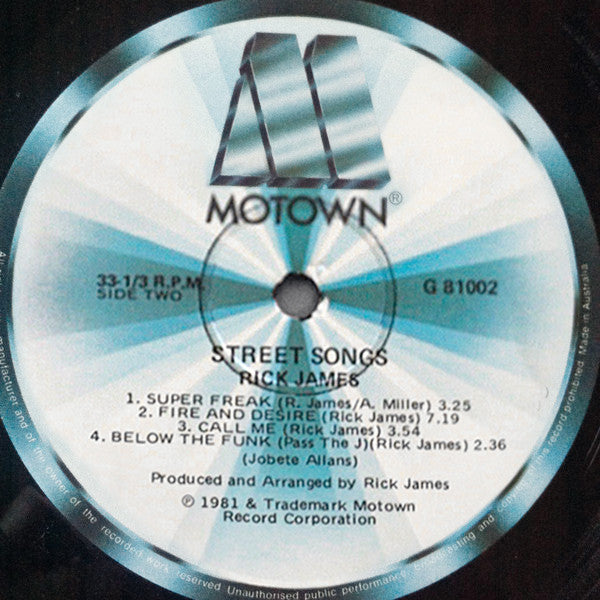 MOTOWN®
33-1/3 R.P.M.
SIDE TWO
G 81002
STREET SONGS
RICK JAMES
1. SUPER FREAK (R. James/A. Miller) 3.25
2. FIRE AND DESIRE (Rick James) 7.19
3. CALL ME (Rick James) 3.54
4. BELOW THE FUNK (Pass The J)(Rick James) 2.36
(Jobete Allans)
Produced and Arranged by Rick James
℗ 1981 & Trademark Motown
Record Corporation
manufacturer and of the owner of the recorded work reserved Unauthorised public performance, Broadcasting and copying of this record prohibited. Made in Australia